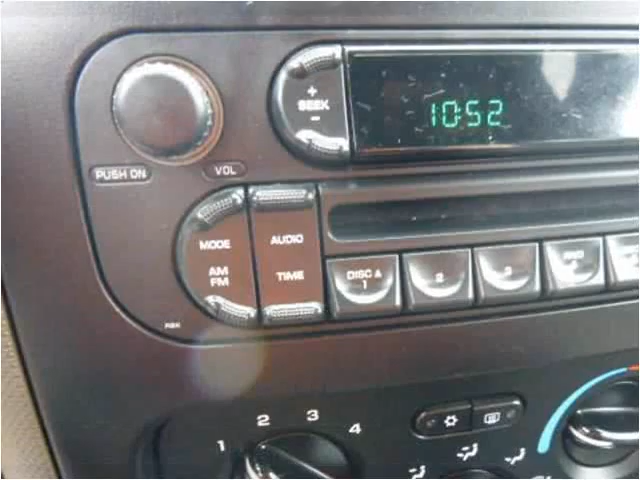 +
SEEK
-
10:52
PUSH ON
VOL
MODE
AUDIO
AM
FM
TIME
DISC ▲
1
2
3
1
2
3
4